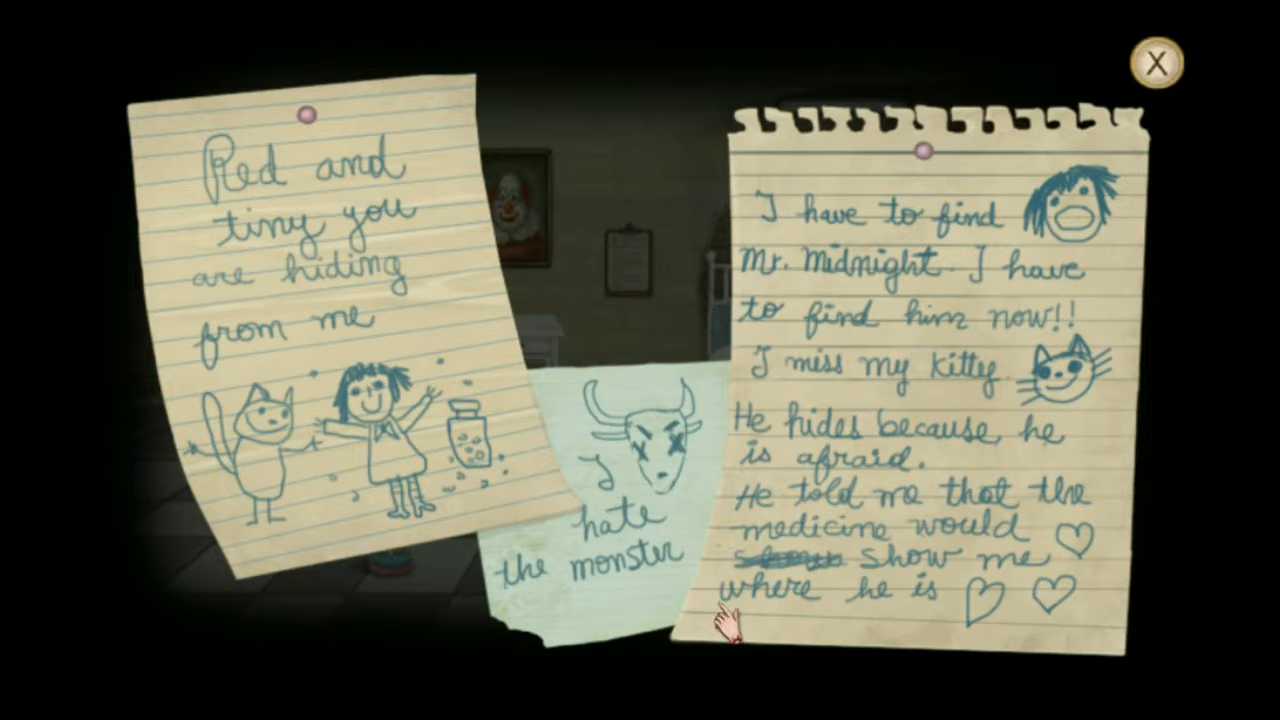 Red and
tiny you
are hiding
from me
I
hate
the monster
I have to find
Mr. Midnight. I have
to find him now!!
I miss my kitty
He hides because he
is afraid.
He told me that the
medicine would
show me
where he is
X